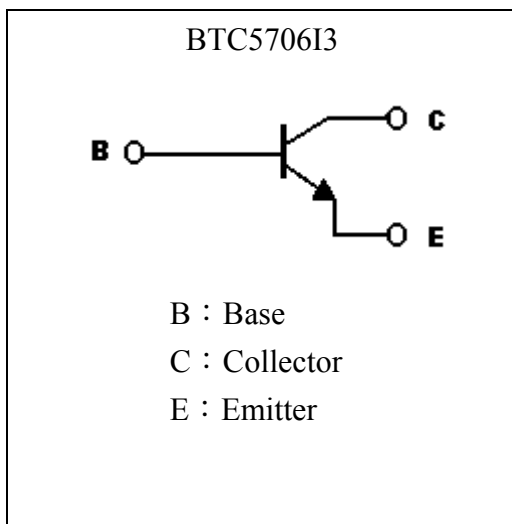 BTC5706I3
C
B
E
B：Base
C：Collector
E：Emitter